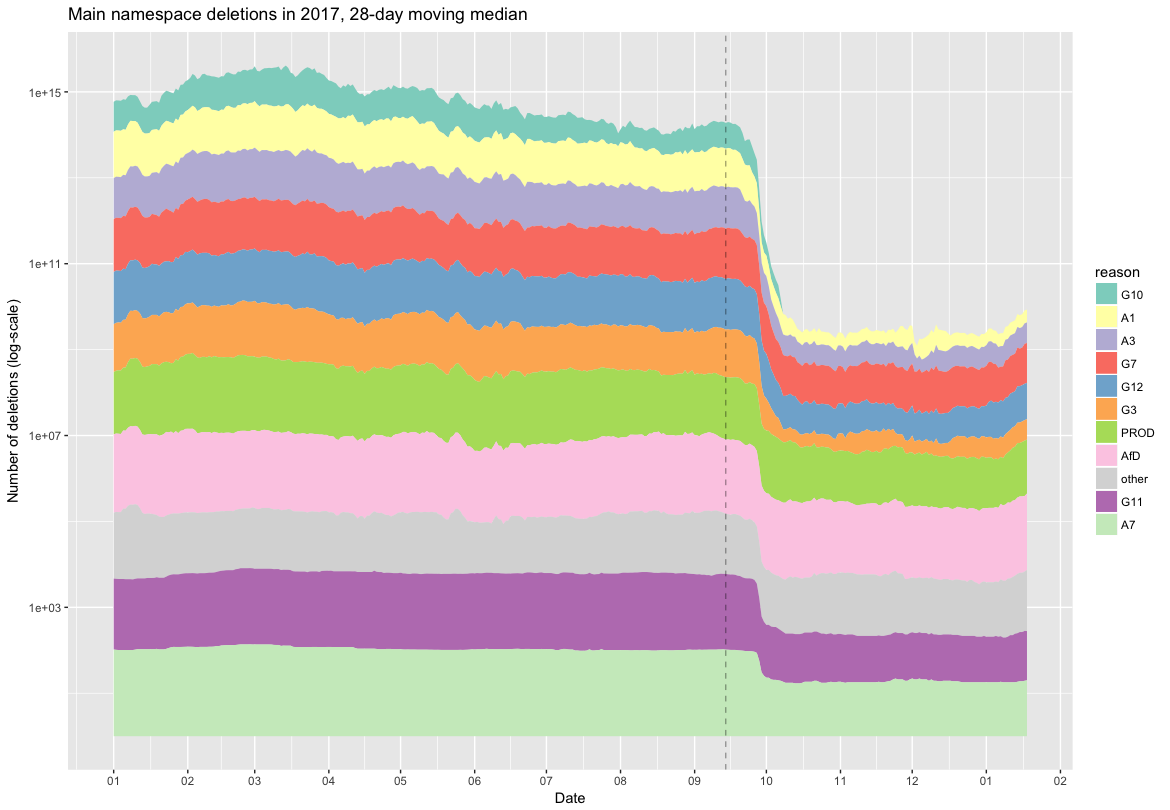 Main namespace deletions in 2017, 28-day moving median
Number of deletions (log-scale)
1e+15
1e+11
1e+07
1e+03
01 02 03 04 05 06 07 08 09 10 11 12 01 02
Date
reason
G10
A1
A3
G7
G12
G3
PROD
AfD
other
G11
A7